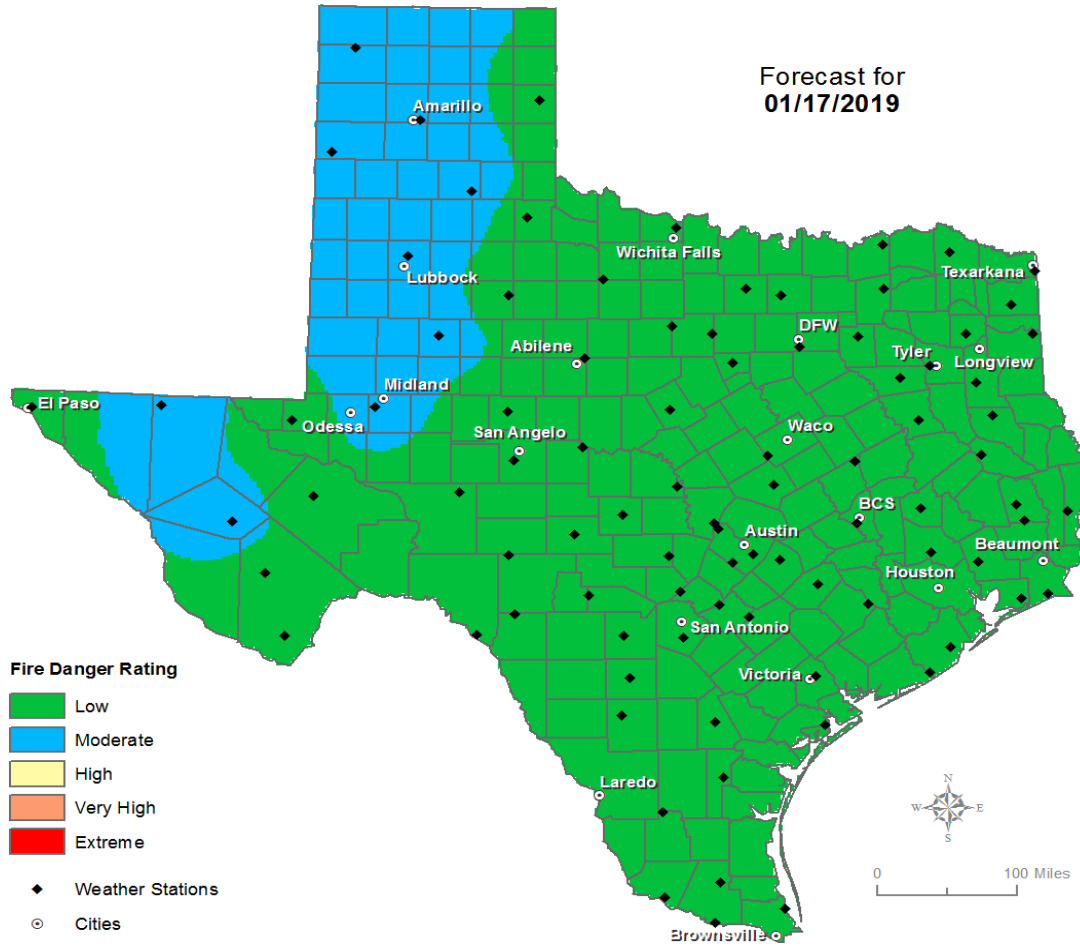 Forecast for
01/17/2019
Amarillo
Wichita Falls
Lubbock
Texarkana
DFW
Abilene
Tyler
Longview
Midland
El Paso
Odessa
San Angelo
Waco
BCS
Austin
Beaumont
Houston
San Antonio
Victoria
Laredo
Brownsville
Fire Danger Rating
Low
Moderate
High
Very High
Extreme
Weather Stations
Cities
N
W E
S
0 100 Miles